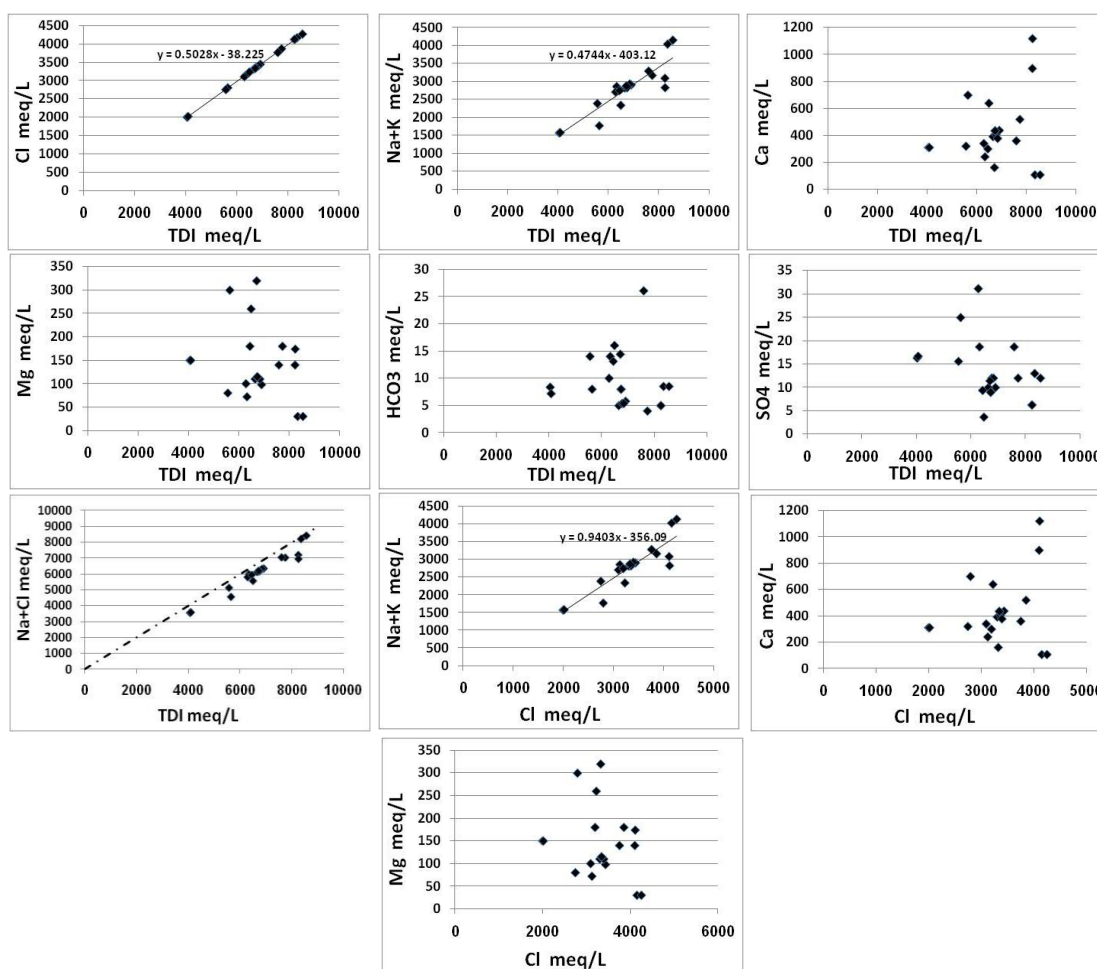 Cl meq/L
4500
4000
3500
3000
2500
2000
1500
1000
500
0
y = 0.5028x - 38.225
0 2000 4000 6000 8000 10000
TDI meq/L
Na+K meq/L
4500
4000
3500
3000
2500
2000
1500
1000
500
0
y = 0.4744x - 403.12
0 2000 4000 6000 8000 10000
TDI meq/L
Ca meq/L
1200
1000
800
600
400
200
0
0 2000 4000 6000 8000 10000
TDI meq/L
Mg meq/L
350
300
250
200
150
100
50
0
0 2000 4000 6000 8000 10000
TDI meq/L
HCO3 meq/L
30
25
20
15
10
5
0
0 2000 4000 6000 8000 10000
TDI meq/L
SO4 meq/L
35
30
25
20
15
10
5
0
0 2000 4000 6000 8000 10000
TDI meq/L
Na+Cl meq/L
10000
9000
8000
7000
6000
5000
4000
3000
2000
1000
0
0 2000 4000 6000 8000 10000
TDI meq/L
Na+K meq/L
4500
4000
3500
3000
2500
2000
1500
1000
500
0
y = 0.9403x - 356.09
0 1000 2000 3000 4000 5000
Cl meq/L
Ca meq/L
1200
1000
800
600
400
200
0
0 1000 2000 3000 4000 5000
Cl meq/L
Mg meq/L
350
300
250
200
150
100
50
0
0 2000 4000 6000
Cl meq/L